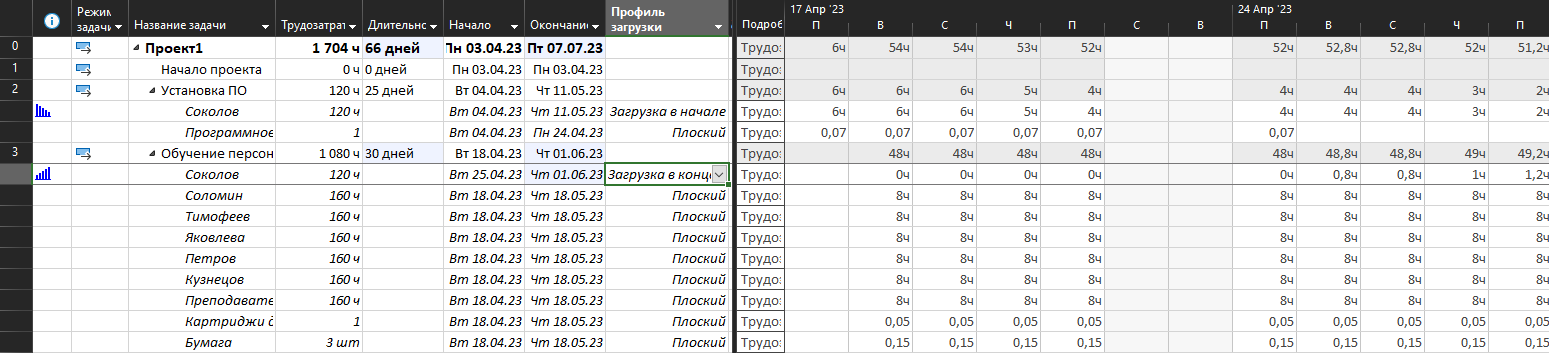 Режим задачи Название задачи Трудозатрат Длительно Начало Окончание Профиль загрузки Подроб 17 Апр '23 П В С Ч П С В 24 Апр '23 П В С Ч П
0 Проект1 1 704 ч 66 дней Пн 03.04.23 Пт 07.07.23 Трудо 6ч 54ч 54ч 53ч 52ч 52ч 52,8ч 52,8ч 52ч 51,2ч
1 Начало проекта 0 ч 0 дней Пн 03.04.23 Пн 03.04.23 Трудо
2 Установка ПО 120 ч 25 дней Вт 04.04.23 Чт 11.05.23 Трудо 6ч 6ч 6ч 5ч 4ч 4ч 4ч 4ч 3ч 2ч
Соколов 120 ч Вт 04.04.23 Чт 11.05.23 Загрузка в начале Трудо 6ч 6ч 6ч 5ч 4ч 4ч 4ч 4ч 3ч 2ч
Программное 1 Вт 04.04.23 Пн 24.04.23 Плоский Трудо 0,07 0,07 0,07 0,07 0,07 0,07
3 Обучение персон 1 080 ч 30 дней Вт 18.04.23 Чт 01.06.23 Трудо 48ч 48ч 48ч 48ч 48ч 48,8ч 48,8ч 49ч 49,2ч
Соколов 120 ч Вт 25.04.23 Чт 01.06.23 Загрузка в конц Трудо 0ч 0ч 0ч 0ч 0ч 0,8ч 0,8ч 1ч 1,2ч
Соломин 160 ч Вт 18.04.23 Чт 18.05.23 Плоский Трудо 8ч 8ч 8ч 8ч 8ч 8ч 8ч 8ч 8ч
Тимофеев 160 ч Вт 18.04.23 Чт 18.05.23 Плоский Трудо 8ч 8ч 8ч 8ч 8ч 8ч 8ч 8ч 8ч
Яковлева 160 ч Вт 18.04.23 Чт 18.05.23 Плоский Трудо 8ч 8ч 8ч 8ч 8ч 8ч 8ч 8ч 8ч
Петров 160 ч Вт 18.04.23 Чт 18.05.23 Плоский Трудо 8ч 8ч 8ч 8ч 8ч 8ч 8ч 8ч 8ч
Кузнецов 160 ч Вт 18.04.23 Чт 18.05.23 Плоский Трудо 8ч 8ч 8ч 8ч 8ч 8ч 8ч 8ч 8ч
Преподавате 160 ч Вт 18.04.23 Чт 18.05.23 Плоский Трудо 8ч 8ч 8ч 8ч 8ч 8ч 8ч 8ч 8ч
Картриджи д 1 Вт 18.04.23 Чт 18.05.23 Плоский Трудо 0,05 0,05 0,05 0,05 0,05 0,05 0,05 0,05 0,05
Бумага 3 шт Вт 18.04.23 Чт 18.05.23 Плоский Трудо 0,15 0,15 0,15 0,15 0,15 0,15 0,15 0,15 0,15